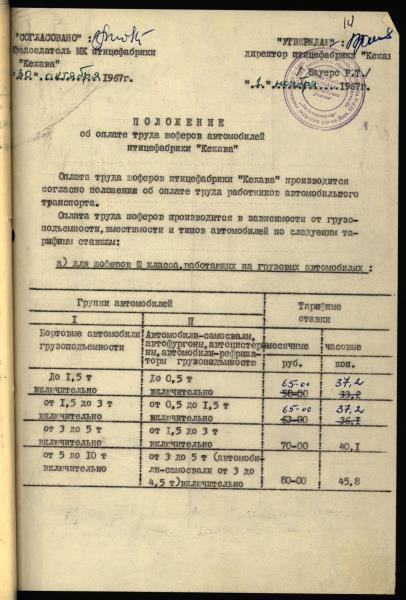 14
"СОГЛАСОВАНО":
"УТВЕРЖДАЮ":
Председатель МК птицефабрики
директор птицефабрики "Кекава"
"Кекава"
/Бауерс Р.Т./
"30" октября 1967г.
"1" ноября 1967г.
ПОЛОЖЕНИЕ
об оплате труда шоферов автомобилей
птицефабрики "Кекава"
Оплата труда шоферов птицефабрики "Кекава" производится
согласно положения об оплате труда работников автомобильного
транспорта.
Оплата труда шоферов производится в зависимости от грузо-
подъемности, вместимости и типов автомобилей по следующим та-
рифным ставкам:
а) для шоферов III класса, работающих на грузовых автомобилях :
Группы автомобилей Тарифные
ставки
I II
Бортовые автомобили Автомобили-самосвалы,
грузоподъемности автофургоны, автоцистер- месячные часовые
ны, автомобили-рефрижа-
торы грузоподъемности руб. коп.
До 1,5 т До 0,5 т 65-00 37,2
включительно включительно 58-00 33,2
от 1,5 до 3 т от 0,5 до 1,5 т 65-00 37,2
включительно включительно 63-00 36,1
от 3 до 5 т от 1,5 до 3 т
включительно включительно 70-00 40,1
от 5 до 10 т от 3 до 5 т (автомоби-
включительно ли-самосвали от 3 до
4,5 т) включительно 80-00 45,8